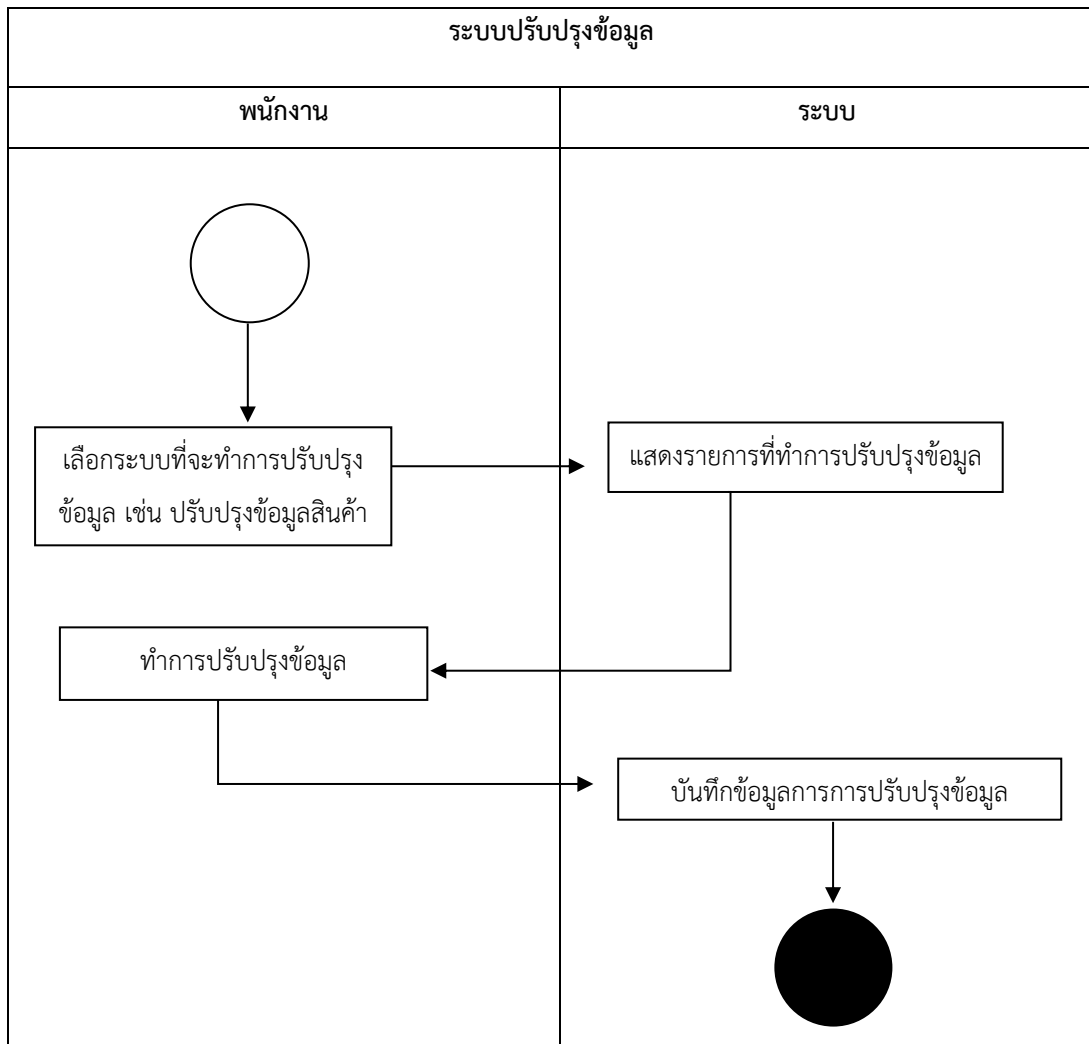 ระบบปรับปรุงข้อมูล
พนักงาน
ระบบ
เลือกระบบที่จะทำการปรับปรุง
ข้อมูล เช่น ปรับปรุงข้อมูลสินค้า
แสดงรายการที่ทำการปรับปรุงข้อมูล
ทำการปรับปรุงข้อมูล
บันทึกข้อมูลการการปรับปรุงข้อมูล